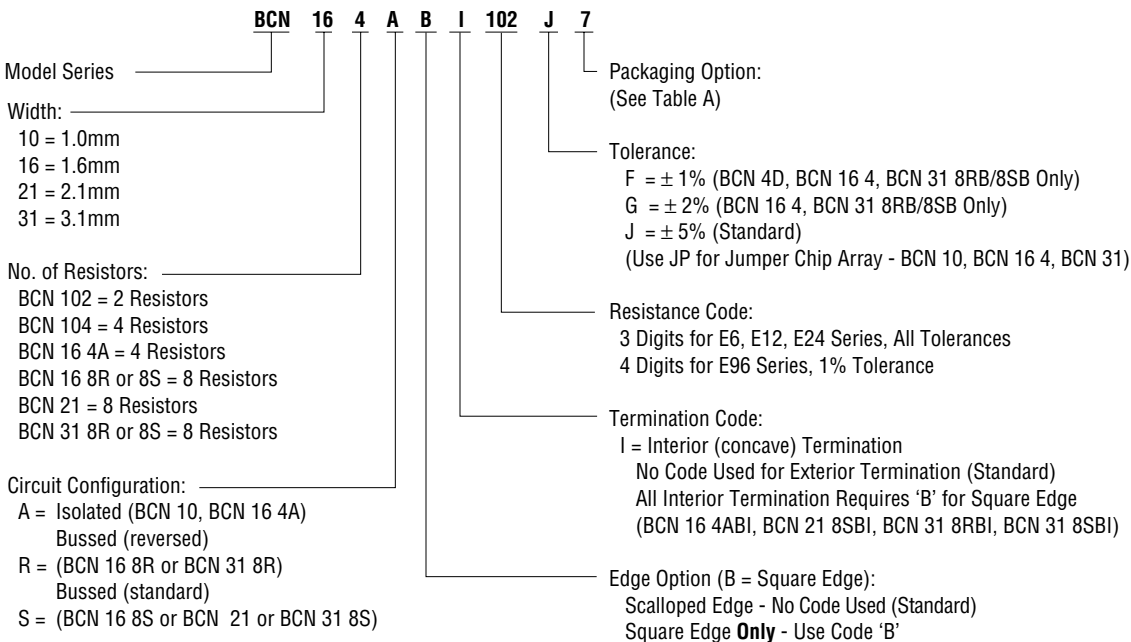 BCN 16 4 A B I 102 J 7
Model Series
Width:
10 = 1.0mm
16 = 1.6mm
21 = 2.1mm
31 = 3.1mm
No. of Resistors:
BCN 102 = 2 Resistors
BCN 104 = 4 Resistors
BCN 16 4A = 4 Resistors
BCN 16 8R or 8S = 8 Resistors
BCN 21 = 8 Resistors
BCN 31 8R or 8S = 8 Resistors
Circuit Configuration:
A = Isolated (BCN 10, BCN 16 4A)
Bussed (reversed)
R = (BCN 16 8R or BCN 31 8R)
Bussed (standard)
S = (BCN 16 8S or BCN 21 or BCN 31 8S)
Packaging Option:
(See Table A)
Tolerance:
F = ± 1% (BCN 4D, BCN 16 4, BCN 31 8RB/8SB Only)
G = ± 2% (BCN 16 4, BCN 31 8RB/8SB Only)
J = ± 5% (Standard)
(Use JP for Jumper Chip Array - BCN 10, BCN 16 4, BCN 31)
Resistance Code:
3 Digits for E6, E12, E24 Series, All Tolerances
4 Digits for E96 Series, 1% Tolerance
Termination Code:
I = Interior (concave) Termination
No Code Used for Exterior Termination (Standard)
All Interior Termination Requires ‘B’ for Square Edge
(BCN 16 4ABI, BCN 21 8SBI, BCN 31 8RBI, BCN 31 8SBI)
Edge Option (B = Square Edge):
Scalloped Edge - No Code Used (Standard)
Square Edge Only - Use Code ‘B’